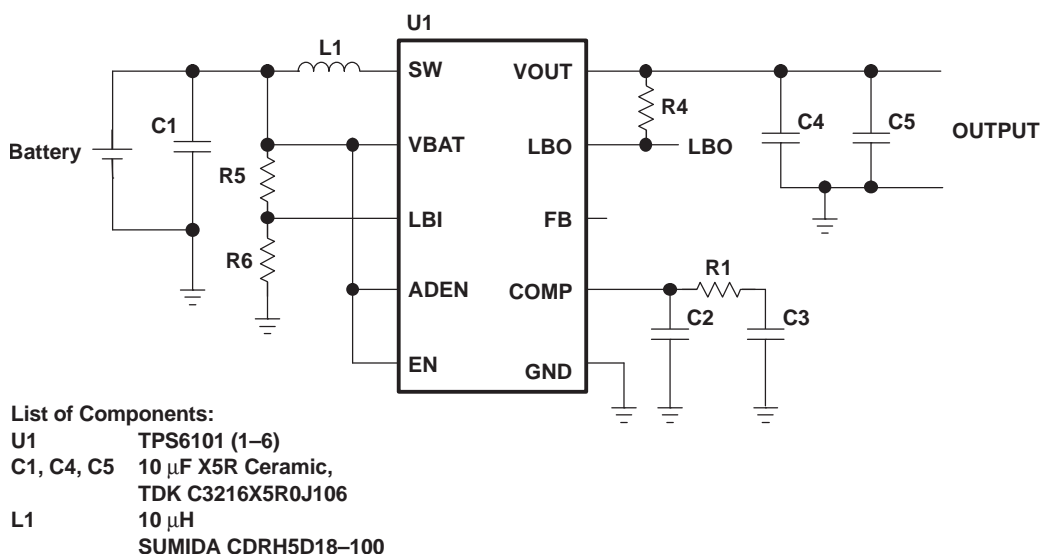 U1
L1
SW
VOUT
R4
C1
C4
C5
OUTPUT
Battery
VBAT
LBO
LBO
R5
LBI
FB
R6
R1
ADEN
COMP
C2
C3
EN
GND
List of Components:
U1 TPS6101 (1–6)
C1, C4, C5 10 μF X5R Ceramic,
TDK C3216X5R0J106
L1 10 μH
SUMIDA CDRH5D18–100